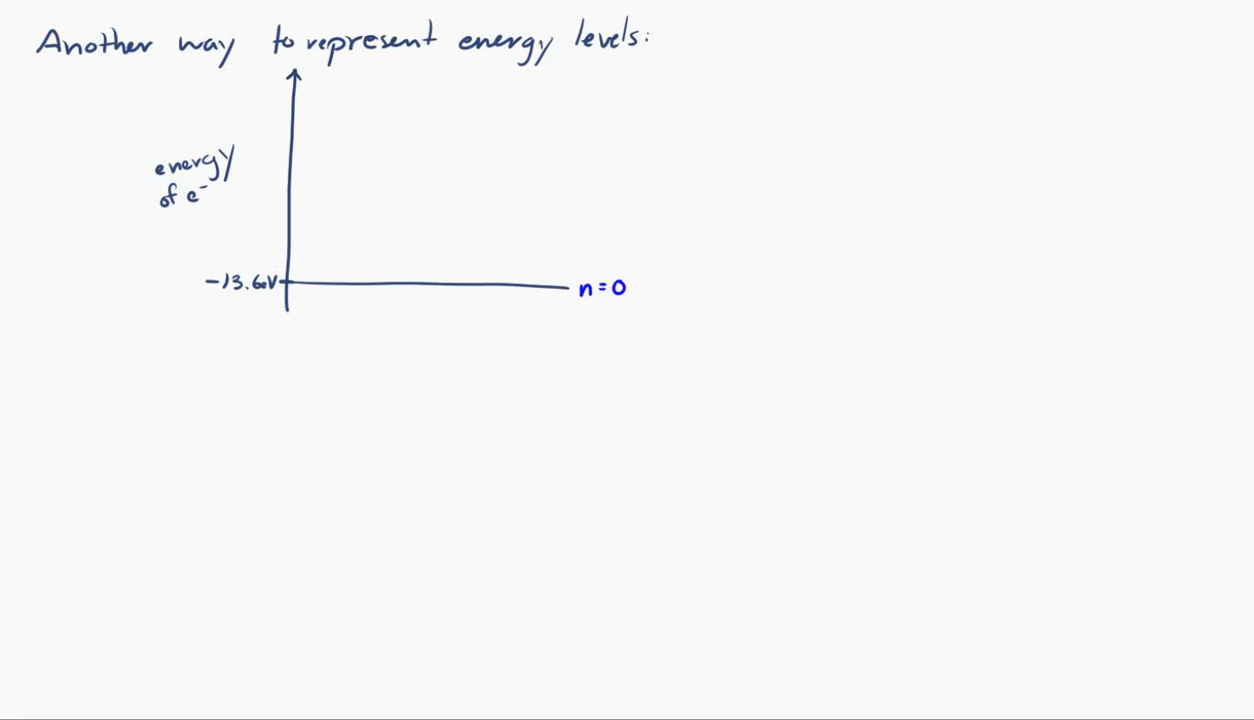 Another way to represent energy levels:
energy
of e⁻
-13.6eV
n=0